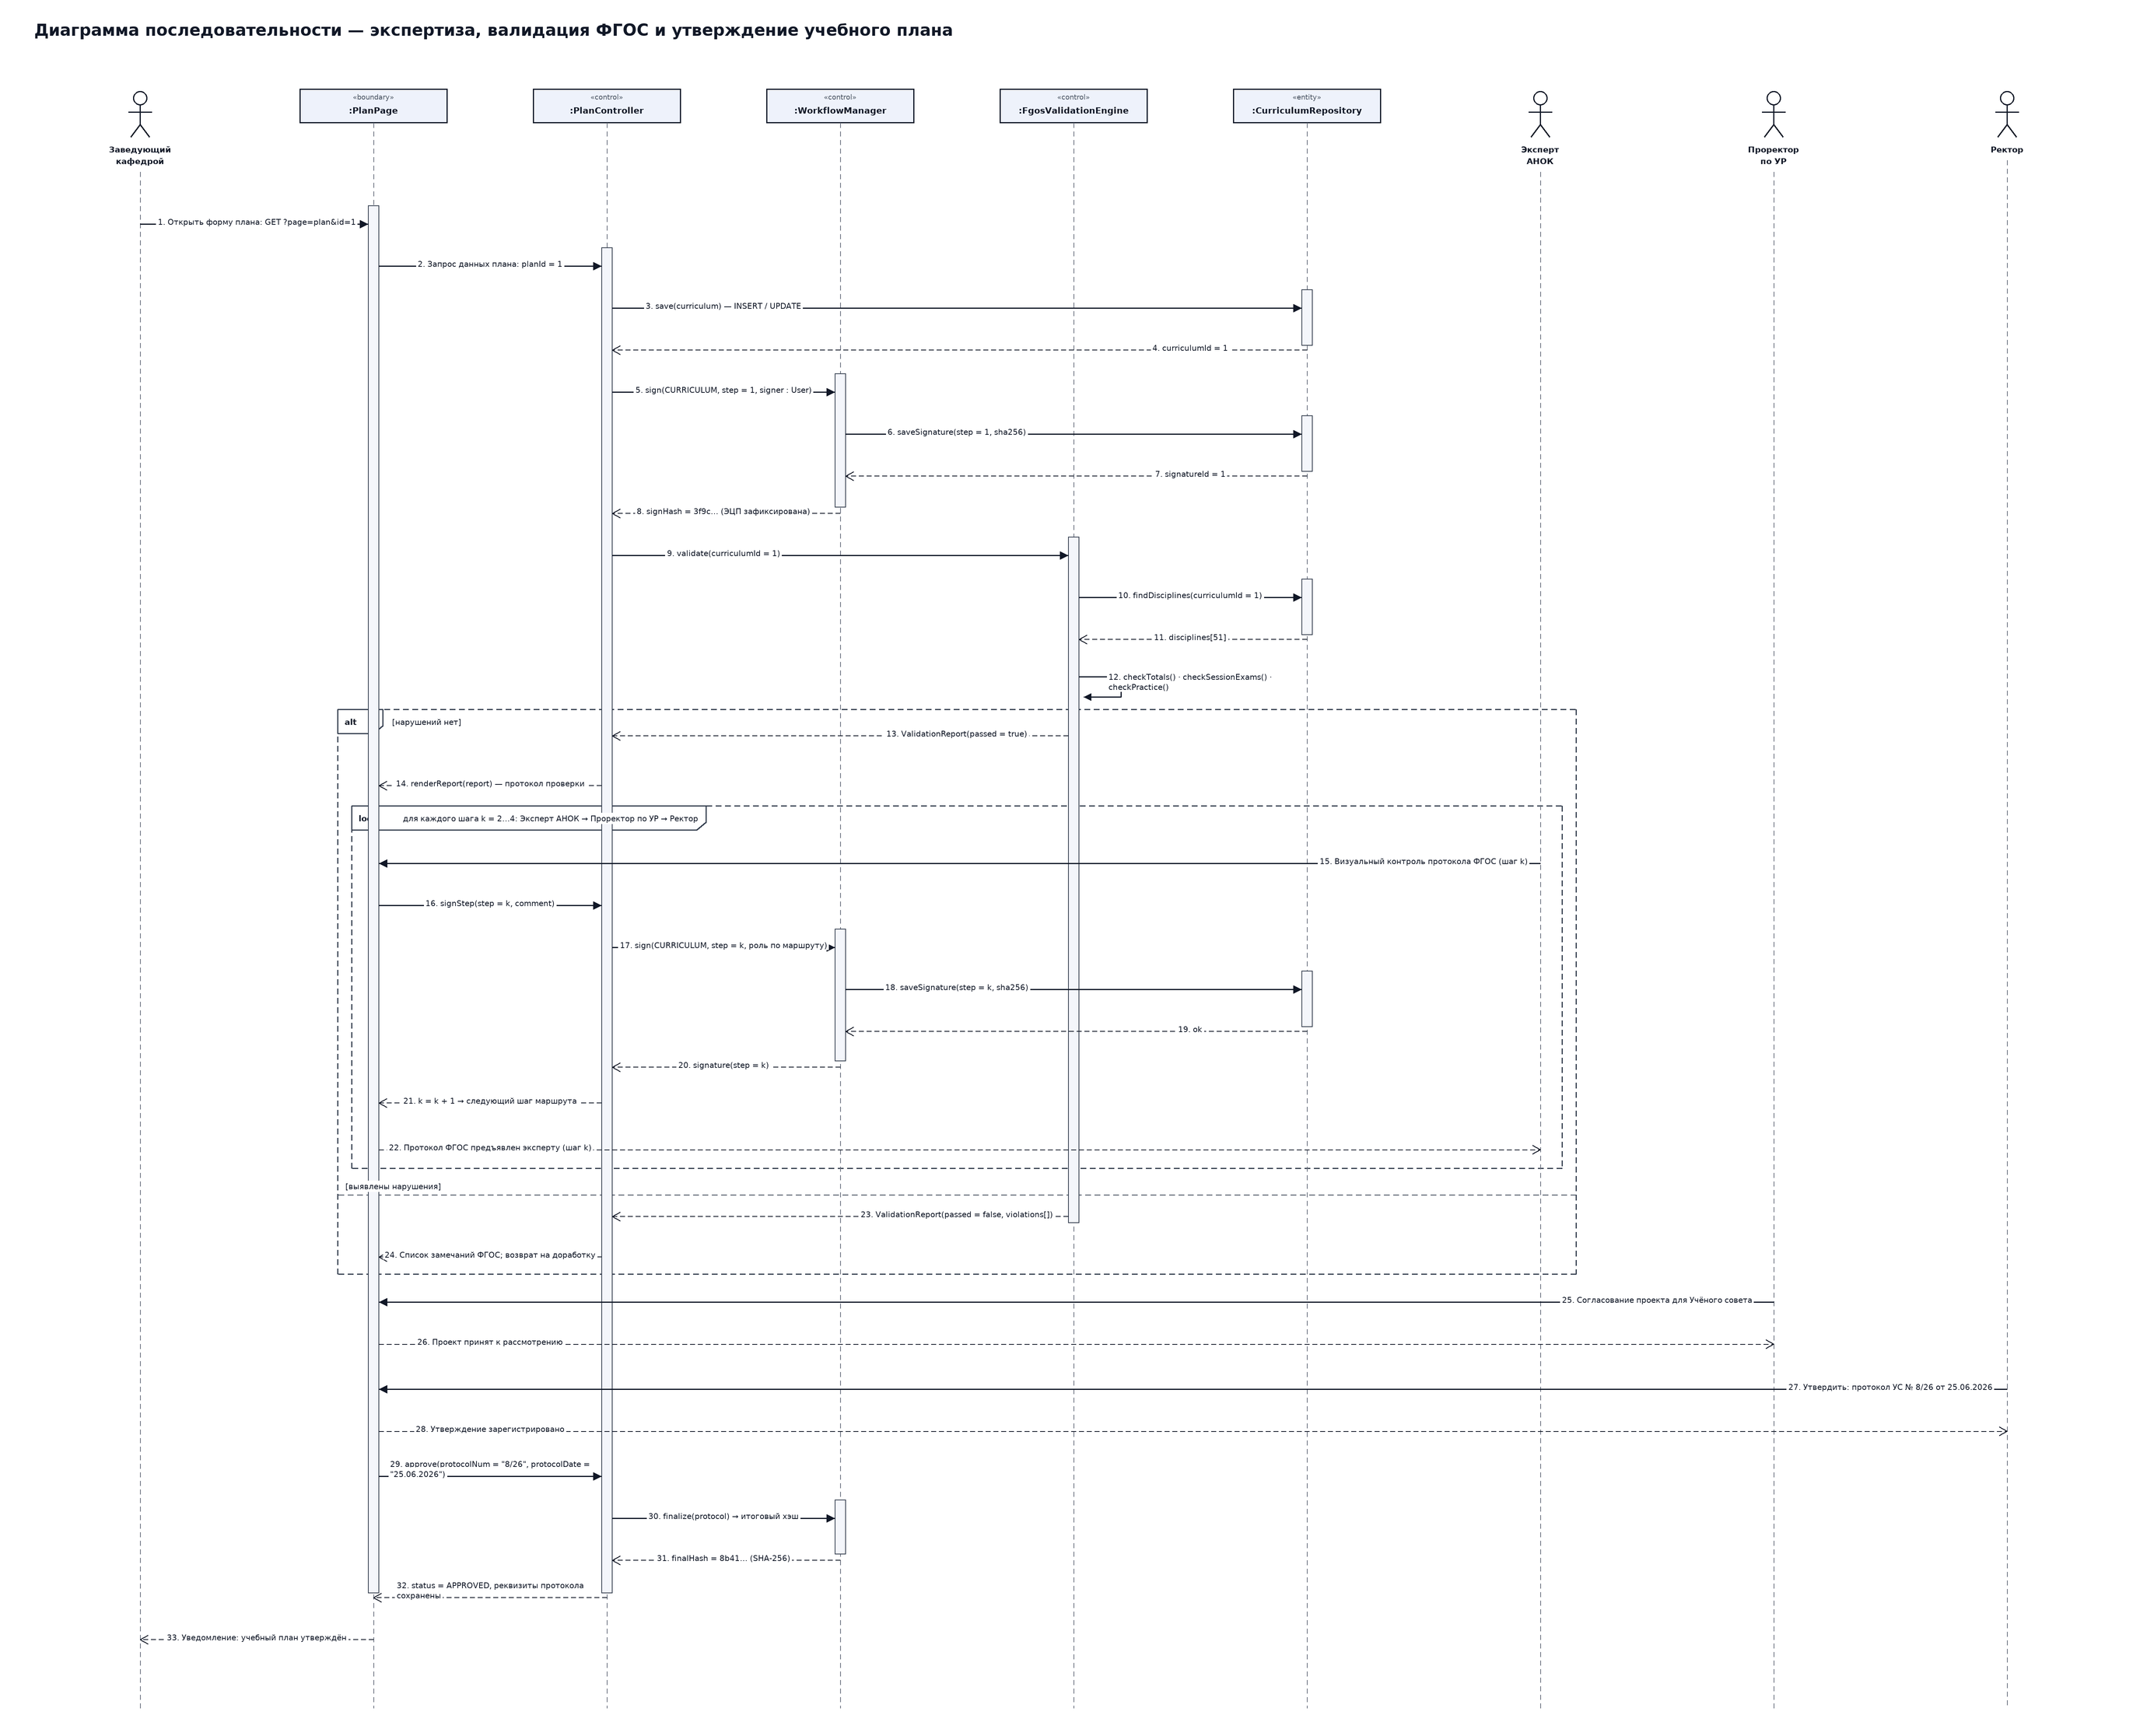 Диаграмма последовательности — экспертиза, валидация ФГОС и утверждение учебного плана
Заведующий
кафедрой
«boundary»
:PlanPage
«control»
:PlanController
«control»
:WorkflowManager
«control»
:FgosValidationEngine
«entity»
:CurriculumRepository
Эксперт
АНОК
Проректор
по УР
Ректор
1. Открыть форму плана: GET ?page=plan&id=1
2. Запрос данных плана: planId = 1
3. save(curriculum) — INSERT / UPDATE
4. curriculumId = 1
5. sign(CURRICULUM, step = 1, signer : User)
6. saveSignature(step = 1, sha256)
7. signatureId = 1
8. signHash = 3f9c… (ЭЦП зафиксирована)
9. validate(curriculumId = 1)
10. findDisciplines(curriculumId = 1)
11. disciplines[51]
12. checkTotals() · checkSessionExams() ·
checkPractice()
alt
[нарушений нет]
13. ValidationReport(passed = true)
14. renderReport(report) — протокол проверки
для каждого шага k = 2…4: Эксперт АНОК → Проректор по УР → Ректор
15. Визуальный контроль протокола ФГОС (шаг k)
16. signStep(step = k, comment)
17. sign(CURRICULUM, step = k, роль по маршруту)
18. saveSignature(step = k, sha256)
19. ok
20. signature(step = k)
21. k = k + 1 → следующий шаг маршрута
22. Протокол ФГОС предъявлен эксперту (шаг k)
[выявлены нарушения]
23. ValidationReport(passed = false, violations[])
24. Список замечаний ФГОС; возврат на доработку
25. Согласование проекта для Учёного совета
26. Проект принят к рассмотрению
27. Утвердить: протокол УС № 8/26 от 25.06.2026
28. Утверждение зарегистрировано
29. approve(protocolNum = "8/26", protocolDate =
"25.06.2026")
30. finalize(protocol) → итоговый хэш
31. finalHash = 8b41… (SHA-256)
32. status = APPROVED, реквизиты протокола
сохранены
33. Уведомление: учебный план утверждён